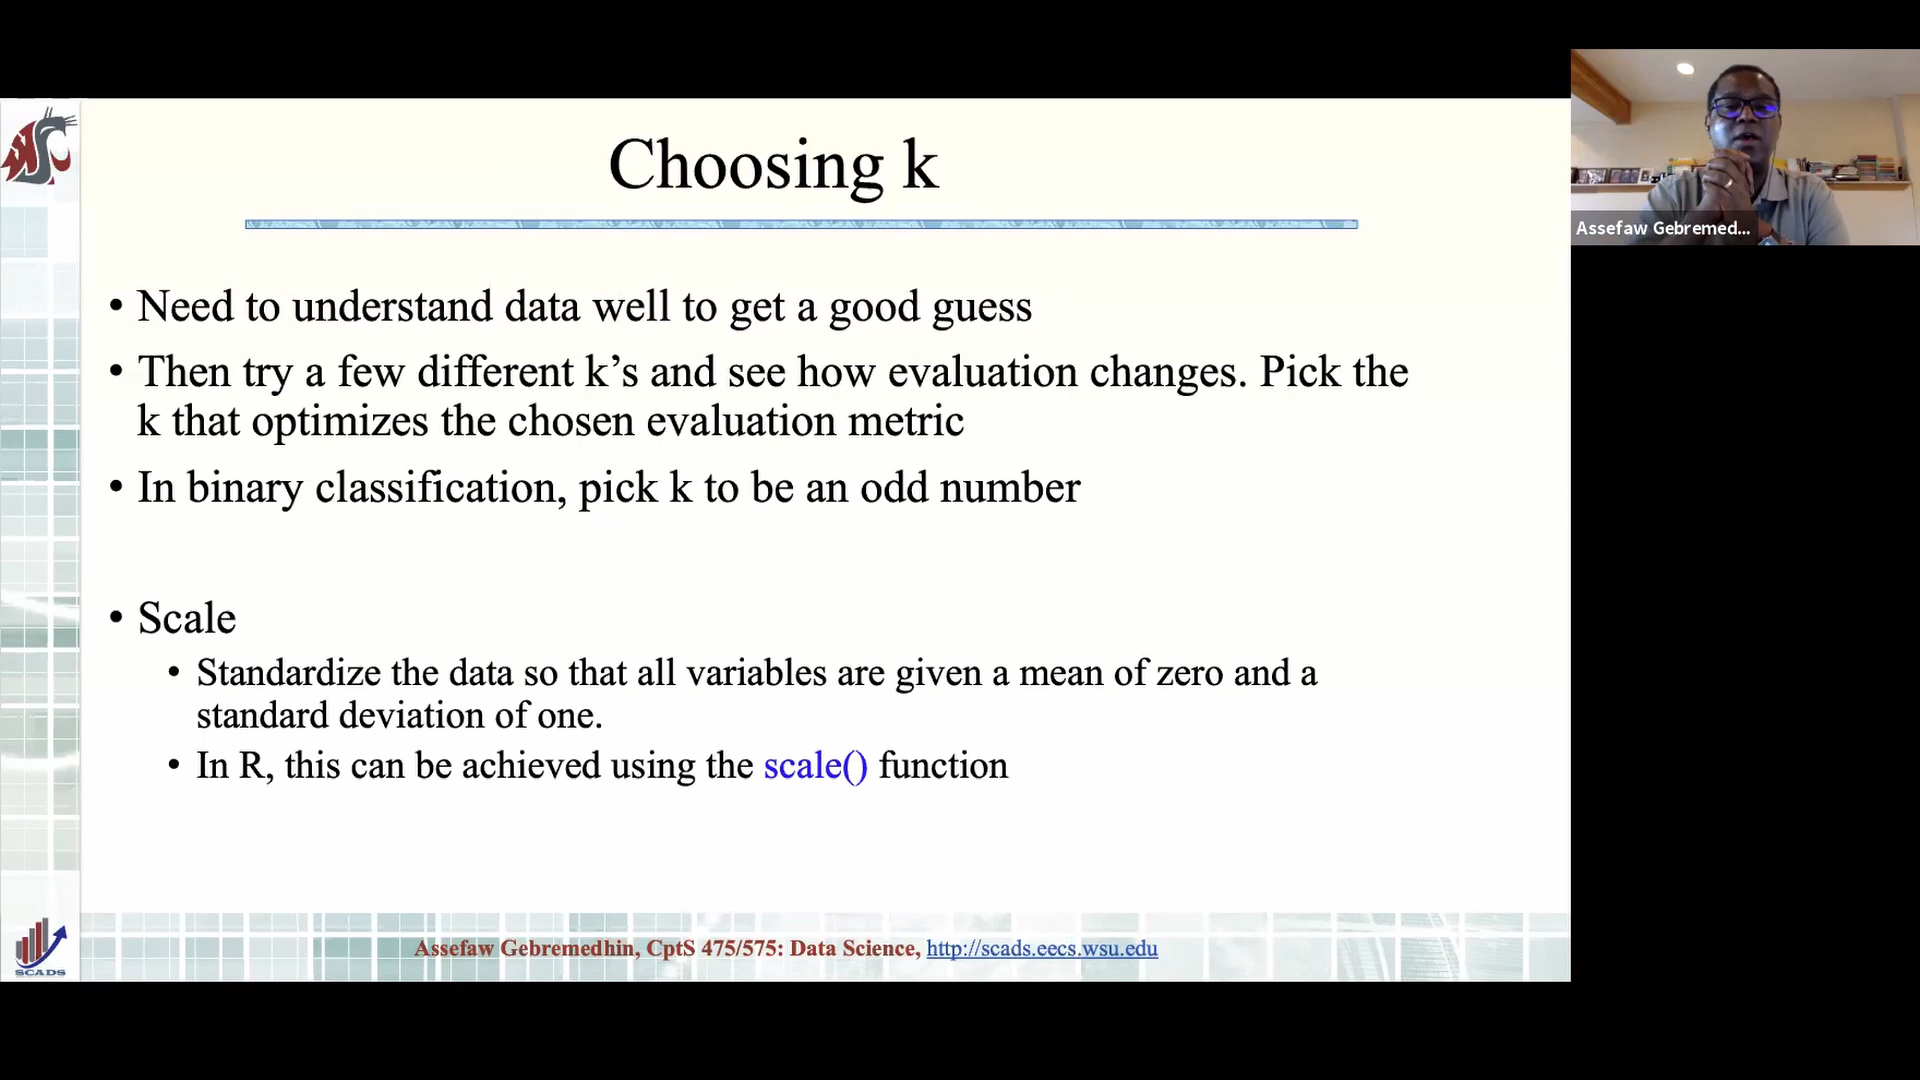 Choosing k
• Need to understand data well to get a good guess
• Then try a few different k’s and see how evaluation changes. Pick the
k that optimizes the chosen evaluation metric
• In binary classification, pick k to be an odd number
• Scale
• Standardize the data so that all variables are given a mean of zero and a
standard deviation of one.
• In R, this can be achieved using the scale() function
SCADS
Assefaw Gebremedhin, CptS 475/575: Data Science, http://scads.eecs.wsu.edu
Assefaw Gebremed...